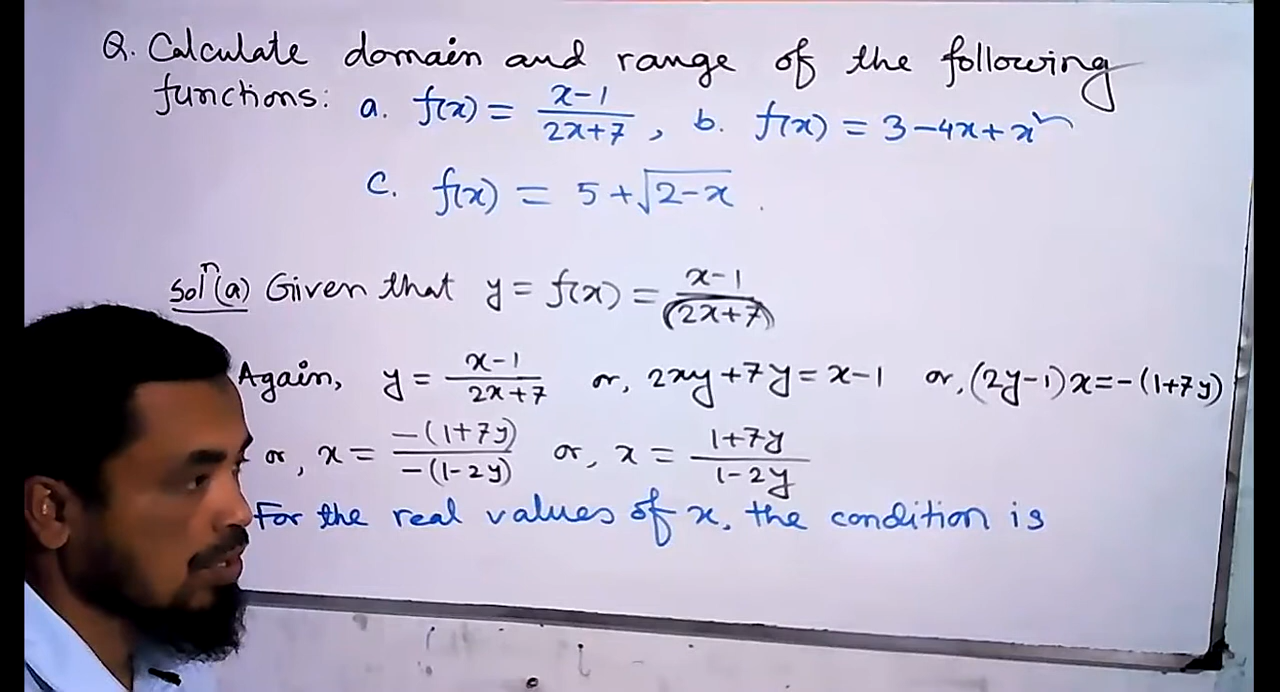 Q. Calculate domain and range of the following
functions: a. f(x) = (x-1)/(2x+7), b. f(x) = 3-4x+x²
c. f(x) = 5+√(2-x).
Solⁿ(a) Given that y = f(x) = (x-1)/(2x+7)
Again, y = (x-1)/(2x+7) or, 2xy+7y = x-1 or, (2y-1)x = -(1+7y)
or, x = -(1+7y)/-(1-2y) or, x = (1+7y)/(1-2y)
For the real values of x, the condition is